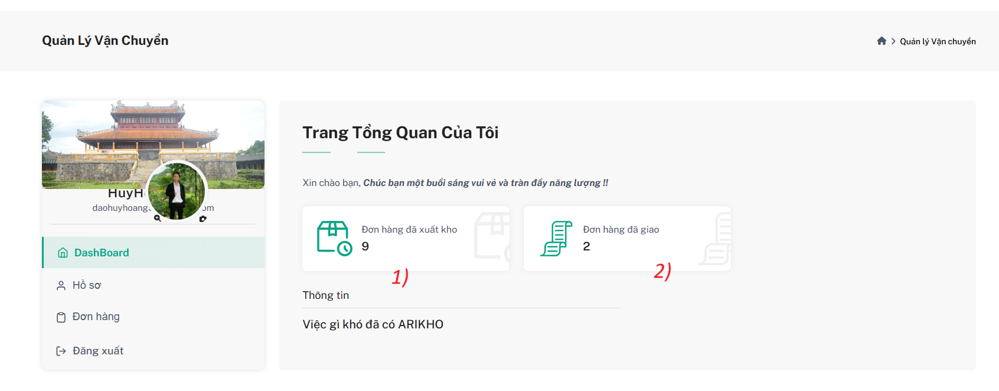 Quản Lý Vận Chuyển
Quản lý Vận chuyển
HuyH
daohuyhoang
om
DashBoard
Hồ sơ
Đơn hàng
Đăng xuất
Trang Tổng Quan Của Tôi
Xin chào bạn, Chúc bạn một buổi sáng vui vẻ và tràn đầy năng lượng !!
Đơn hàng đã xuất kho
9
1)
Đơn hàng đã giao
2
2)
Thông tin
Việc gì khó đã có ARIKHO